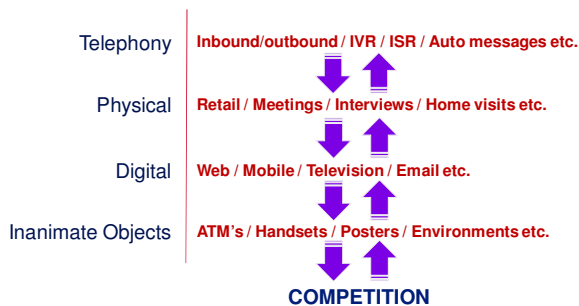 Telephony Inbound/outbound / IVR / ISR / Auto messages etc.
Physical Retail / Meetings / Interviews / Home visits etc.
Digital Web / Mobile / Television / Email etc.
Inanimate Objects ATM's / Handsets / Posters / Environments etc.
COMPETITION